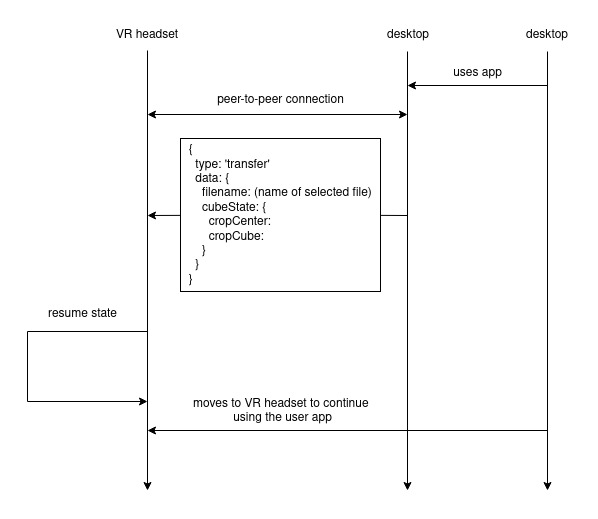 VR headset
desktop
desktop
uses app
peer-to-peer connection
{
type: 'transfer'
data: {
filename: (name of selected file)
cubeState: {
cropCenter:
cropCube:
}
}
}
resume state
moves to VR headset to continue
using the user app